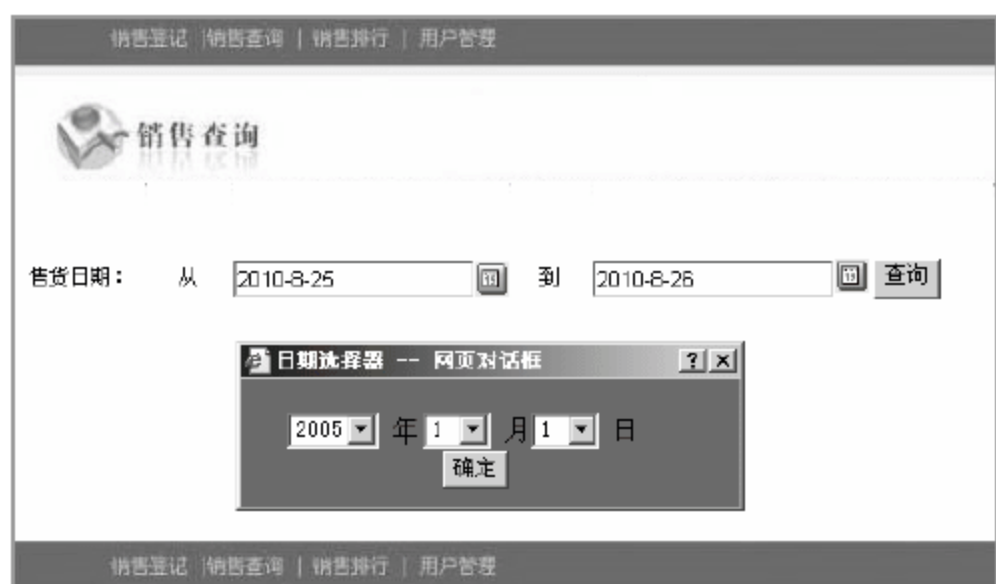 销售登记 |销售查询 | 销售排行 | 用户管理
销售查询
售货日期： 从 2010-8-25 到 2010-8-26 查询
日期选择器 -- 网页对话框
2005 年 1 月 1 日
确定
销售登记 |销售查询 | 销售排行 | 用户管理